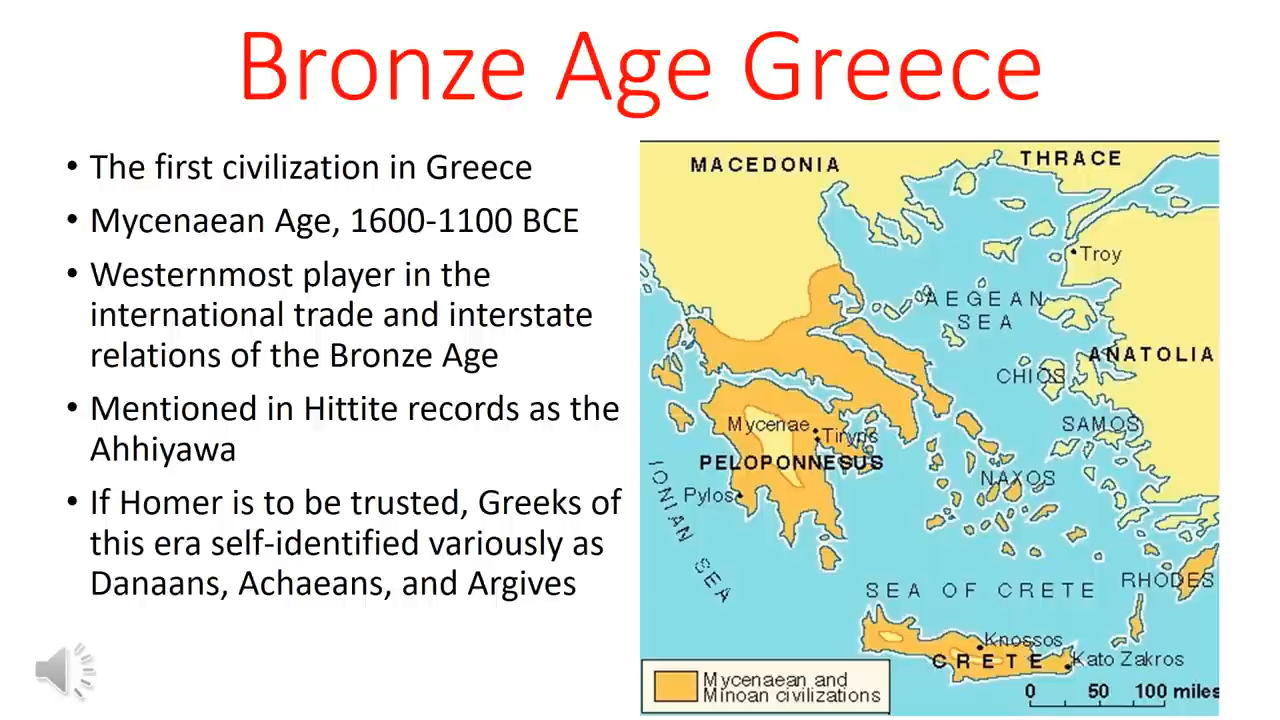 Bronze Age Greece
• The first civilization in Greece
• Mycenaean Age, 1600-1100 BCE
• Westernmost player in the
international trade and interstate
relations of the Bronze Age
• Mentioned in Hittite records as the
Ahhiyawa
• If Homer is to be trusted, Greeks of
this era self-identified variously as
Danaans, Achaeans, and Argives
MACEDONIA
THRACE
Troy
AEGEAN
SEA
ANATOLIA
CHIOS
SAMOS
Mycenae
Tiryns
PELOPONNESUS
NAXOS
Pylos
IONIAN SEA
RHODES
SEA OF CRETE
Knossos
CRETE
Kato Zakros
Mycenaean and
Minoan civilizations
0 50 100 miles